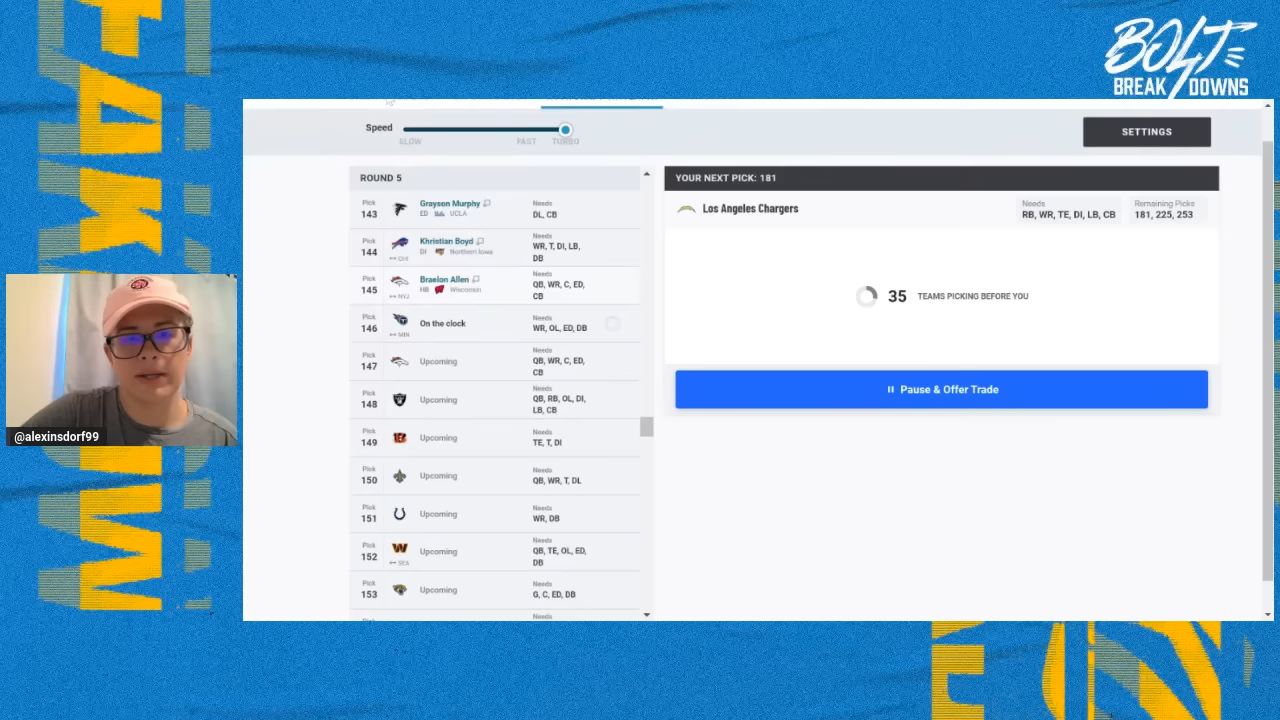 BOLT
BREAK DOWNS
Speed
SLOW
FAST
TURBO
SETTINGS
ROUND 5
Pick
143
Grayson Murphy
ED UCLA
Needs
DL, CB
Pick
144
CHI
Khristian Boyd
DI Northern Iowa
Needs
WR, T, DI, LB,
DB
Pick
145
NYJ
Braelon Allen
HB Wisconsin
Needs
QB, WR, C, ED,
CB
Pick
146
MIN
On the clock
Needs
WR, OL, ED, DB
Pick
147
Upcoming
Needs
QB, WR, C, ED,
CB
Pick
148
Upcoming
Needs
QB, RB, OL, DI,
LB, CB
Pick
149
Upcoming
Needs
TE, T, DI
Pick
150
Upcoming
Needs
QB, WR, T, DL
Pick
151
Upcoming
Needs
WR, DB
Pick
152
SEA
Upcoming
Needs
QB, TE, OL, ED,
DB
Pick
153
Upcoming
Needs
G, C, ED, DB
Needs
YOUR NEXT PICK: 181
Los Angeles Chargers
Needs
RB, WR, TE, DI, LB, CB
Remaining Picks
181, 225, 253
35 TEAMS PICKING BEFORE YOU
Pause & Offer Trade
@alexinsdorf99